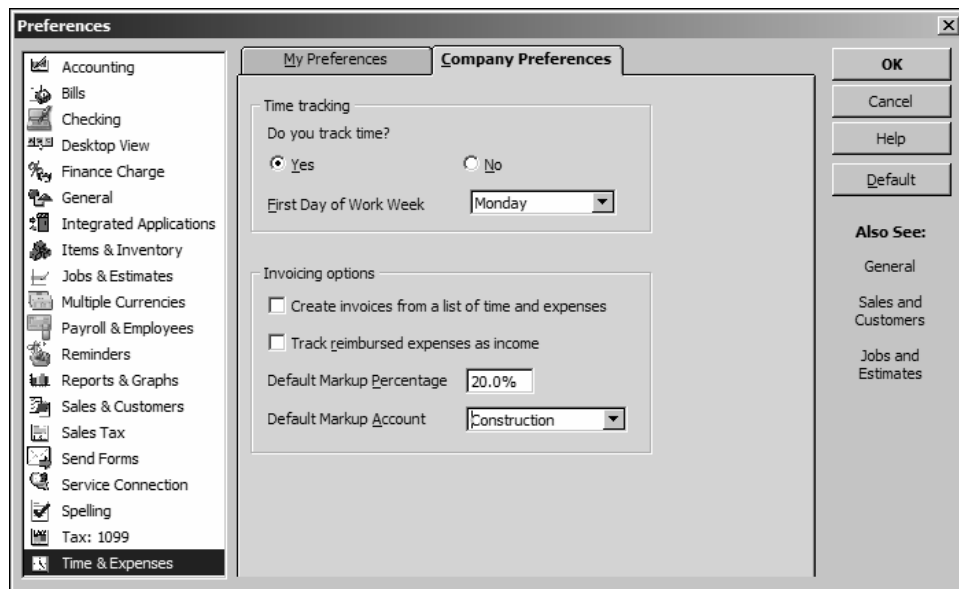 Preferences
Accounting
Bills
Checking
Desktop View
Finance Charge
General
Integrated Applications
Items & Inventory
Jobs & Estimates
Multiple Currencies
Payroll & Employees
Reminders
Reports & Graphs
Sales & Customers
Sales Tax
Send Forms
Service Connection
Spelling
Tax: 1099
Time & Expenses
My Preferences
Company Preferences
Time tracking
Do you track time?
Yes No
First Day of Work Week Monday
Invoicing options
Create invoices from a list of time and expenses
Track reimbursed expenses as income
Default Markup Percentage 20.0%
Default Markup Account Construction
OK
Cancel
Help
Default
Also See:
General
Sales and
Customers
Jobs and
Estimates